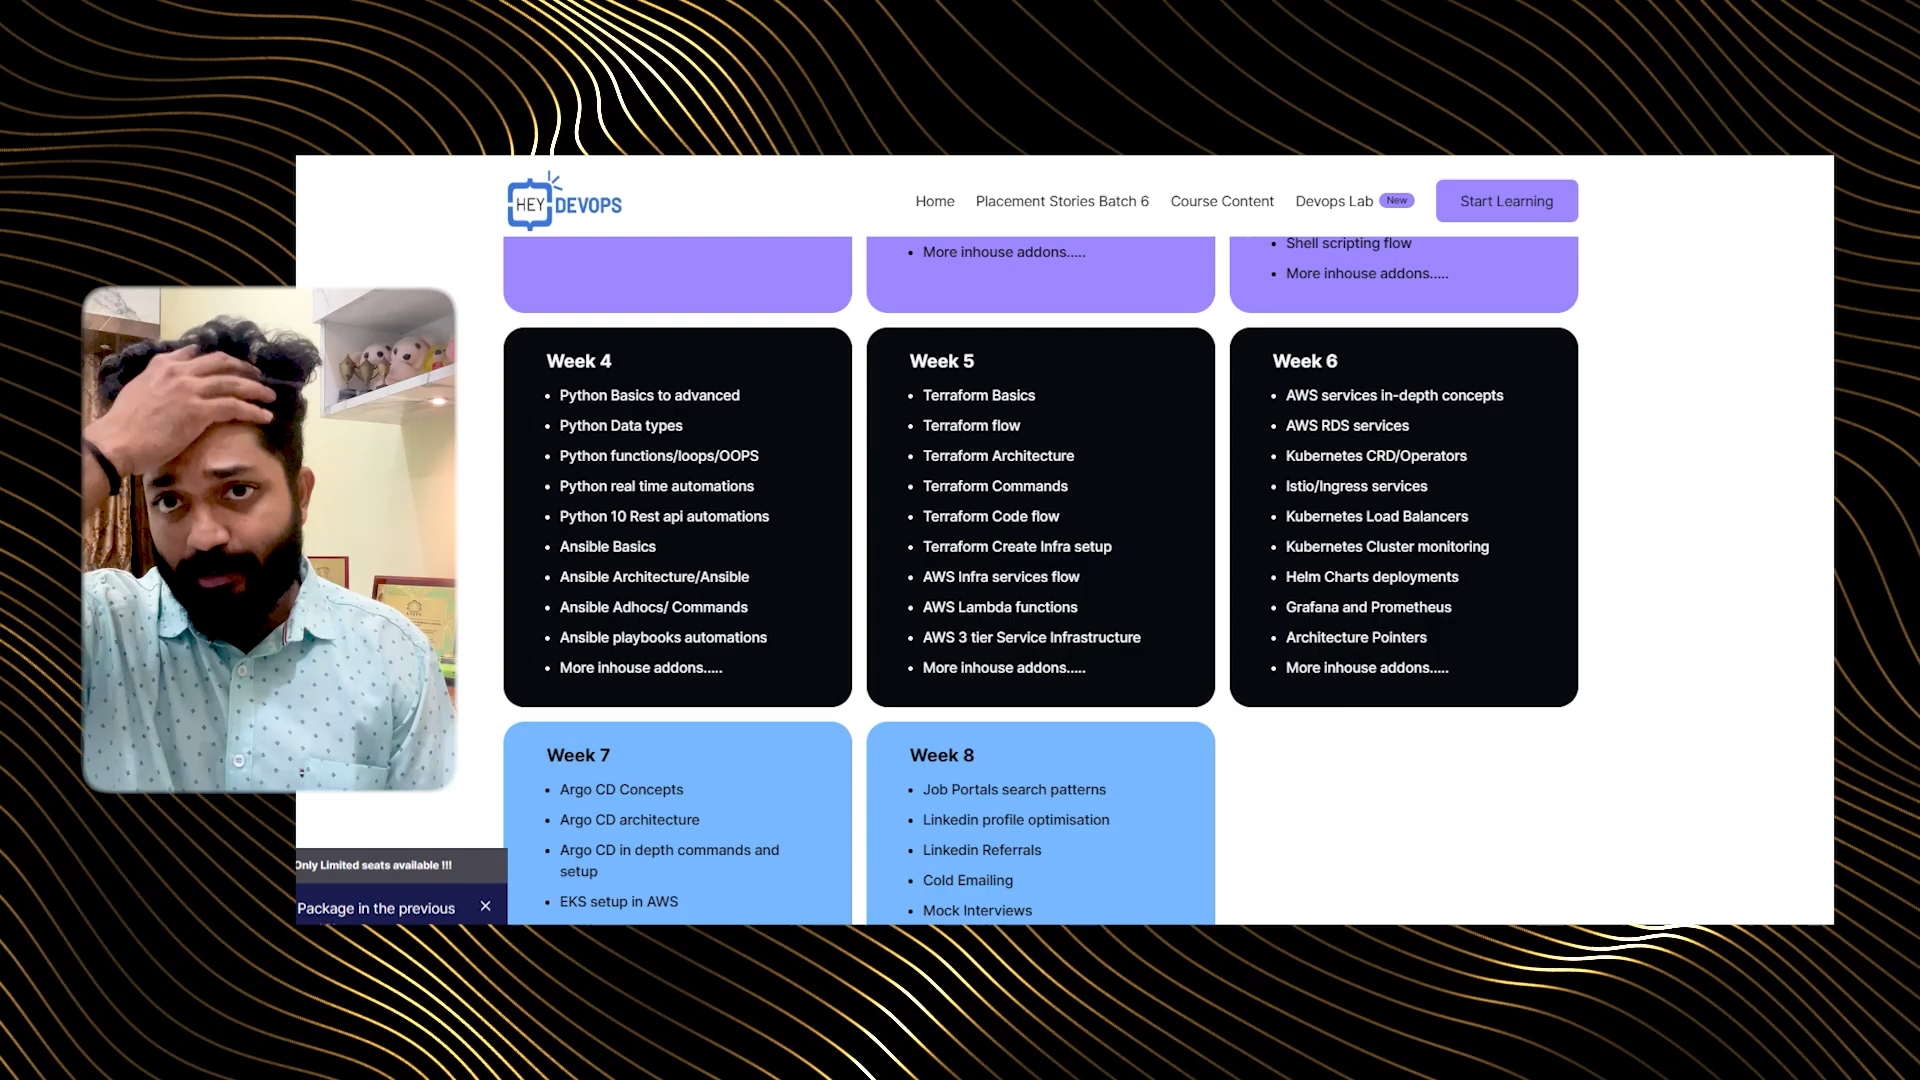 HEY DEVOPS
Home
Placement Stories Batch 6
Course Content
Devops Lab New
Start Learning
More inhouse addons.....
Shell scripting flow
More inhouse addons.....
Week 4
Python Basics to advanced
Python Data types
Python functions/loops/OOPS
Python real time automations
Python 10 Rest api automations
Ansible Basics
Ansible Architecture/Ansible
Ansible Adhocs/ Commands
Ansible playbooks automations
More inhouse addons.....
Week 5
Terraform Basics
Terraform flow
Terraform Architecture
Terraform Commands
Terraform Code flow
Terraform Create Infra setup
AWS Infra services flow
AWS Lambda functions
AWS 3 tier Service Infrastructure
More inhouse addons.....
Week 6
AWS services in-depth concepts
AWS RDS services
Kubernetes CRD/Operators
Istio/Ingress services
Kubernetes Load Balancers
Kubernetes Cluster monitoring
Helm Charts deployments
Grafana and Prometheus
Architecture Pointers
More inhouse addons.....
Week 7
Argo CD Concepts
Argo CD architecture
Argo CD in depth commands and
setup
EKS setup in AWS
Week 8
Job Portals search patterns
Linkedin profile optimisation
Linkedin Referrals
Cold Emailing
Mock Interviews
Only Limited seats available !!!
Package in the previous